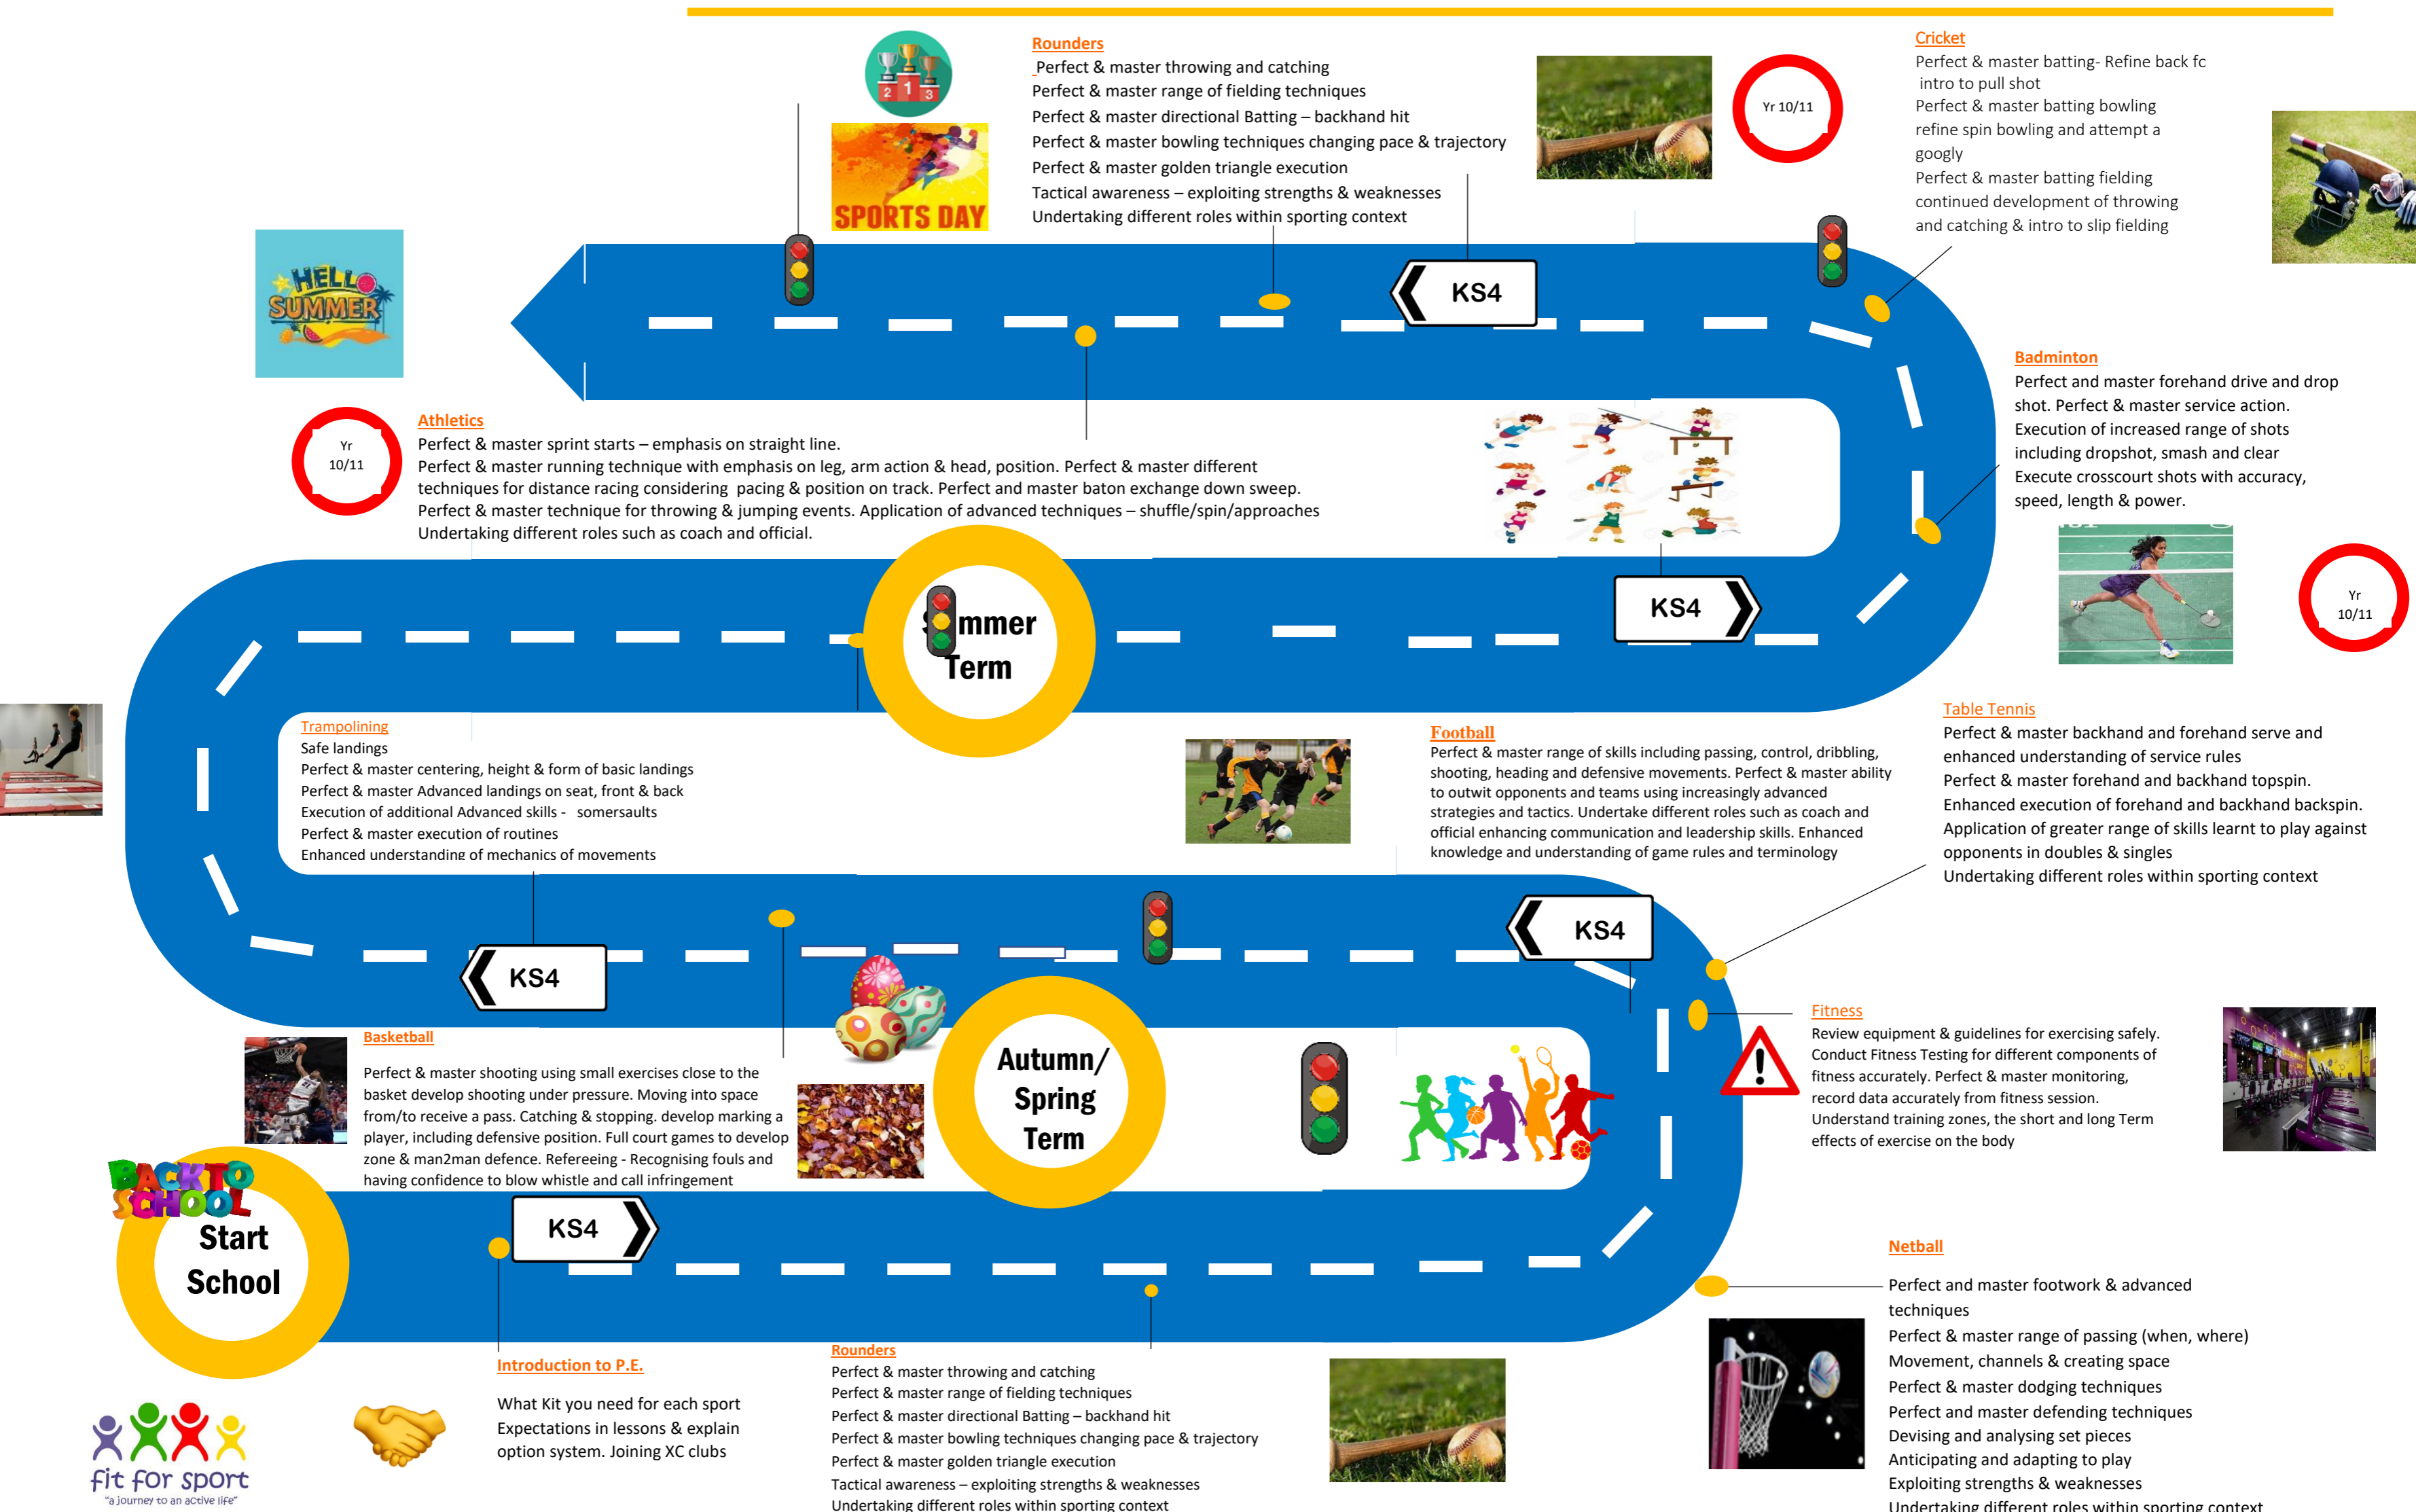 Rounders
Perfect & master throwing and catching
Perfect & master range of fielding techniques
Perfect & master directional Batting – backhand hit
Perfect & master bowling techniques changing pace & trajectory
Perfect & master golden triangle execution
Tactical awareness – exploiting strengths & weaknesses
Undertaking different roles within sporting context
2 1 3
SPORTS DAY
Yr 10/11
Cricket
Perfect & master batting- Refine back fc
intro to pull shot
Perfect & master batting bowling
refine spin bowling and attempt a
googly
Perfect & master batting fielding
continued development of throwing
and catching & intro to slip fielding
HELLO
SUMMER
KS4
Badminton
Perfect and master forehand drive and drop
shot. Perfect & master service action.
Execution of increased range of shots
including dropshot, smash and clear
Execute crosscourt shots with accuracy,
speed, length & power.
Yr
10/11
Athletics
Perfect & master sprint starts – emphasis on straight line.
Perfect & master running technique with emphasis on leg, arm action & head, position. Perfect & master different
techniques for distance racing considering pacing & position on track. Perfect and master baton exchange down sweep.
Perfect & master technique for throwing & jumping events. Application of advanced techniques – shuffle/spin/approaches
Undertaking different roles such as coach and official.
Yr
10/11
KS4
mmer
Term
Trampolining
Safe landings
Perfect & master centering, height & form of basic landings
Perfect & master Advanced landings on seat, front & back
Execution of additional Advanced skills - somersaults
Perfect & master execution of routines
Enhanced understanding of mechanics of movements
Football
Perfect & master range of skills including passing, control, dribbling,
shooting, heading and defensive movements. Perfect & master ability
to outwit opponents and teams using increasingly advanced
strategies and tactics. Undertake different roles such as coach and
official enhancing communication and leadership skills. Enhanced
knowledge and understanding of game rules and terminology
Table Tennis
Perfect & master backhand and forehand serve and
enhanced understanding of service rules
Perfect & master forehand and backhand topspin.
Enhanced execution of forehand and backhand backspin.
Application of greater range of skills learnt to play against
opponents in doubles & singles
Undertaking different roles within sporting context
KS4
KS4
Basketball
Perfect & master shooting using small exercises close to the
basket develop shooting under pressure. Moving into space
from/to receive a pass. Catching & stopping. develop marking a
player, including defensive position. Full court games to develop
zone & man2man defence. Refereeing - Recognising fouls and
having confidence to blow whistle and call infringement
Autumn/
Spring
Term
Fitness
Review equipment & guidelines for exercising safely.
Conduct Fitness Testing for different components of
fitness accurately. Perfect & master monitoring,
record data accurately from fitness session.
Understand training zones, the short and long Term
effects of exercise on the body
BACK TO
SCHOOL
Start
School
KS4
Netball
Perfect and master footwork & advanced
techniques
Perfect & master range of passing (when, where)
Movement, channels & creating space
Perfect & master dodging techniques
Perfect and master defending techniques
Devising and analysing set pieces
Anticipating and adapting to play
Exploiting strengths & weaknesses
Undertaking different roles within sporting context
Introduction to P.E.
What Kit you need for each sport
Expectations in lessons & explain
option system. Joining XC clubs
Rounders
Perfect & master throwing and catching
Perfect & master range of fielding techniques
Perfect & master directional Batting – backhand hit
Perfect & master bowling techniques changing pace & trajectory
Perfect & master golden triangle execution
Tactical awareness – exploiting strengths & weaknesses
Undertaking different roles within sporting context
fit for sport
"a journey to an active life"